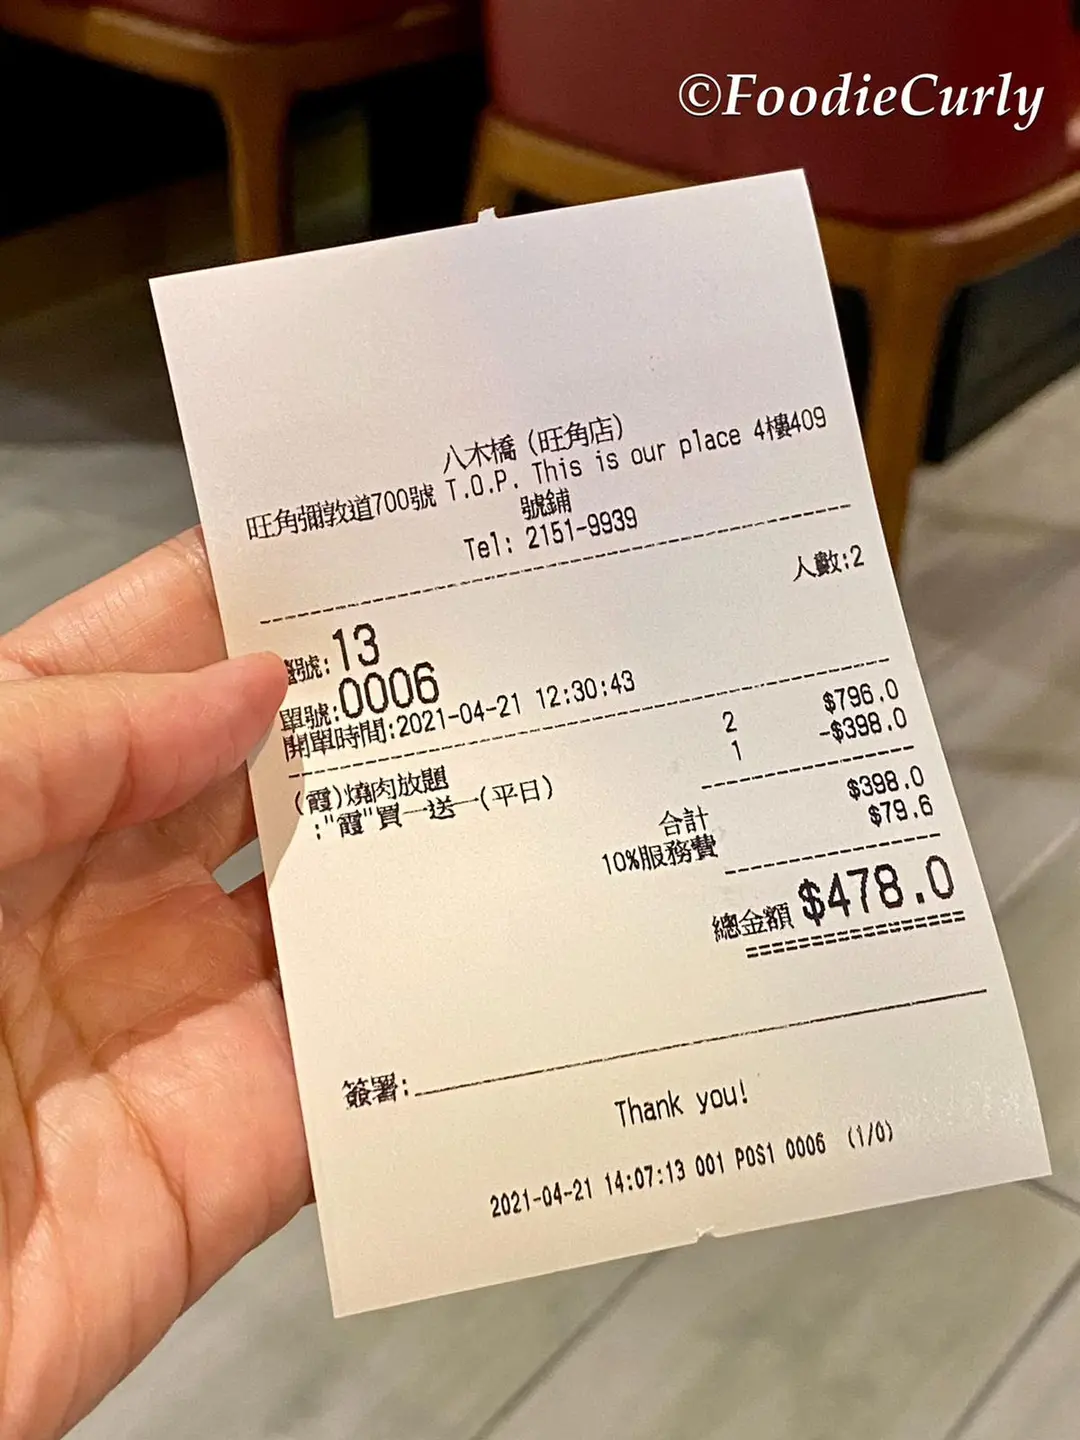 ©FoodieCurly
八木橋 (旺角店)
旺角彌敦道700號 T.O.P. This is our place 4樓409
號鋪
Tel: 2151-9939
人數:2
號:13
單號:0006
開單時間:2021-04-21 12:30:43
(霞)燒肉放題 2 $796.0
:"霞"買一送一(平日) 1 -$398.0
合計 $398.0
10%服務費 $79.6
總金額 $478.0
簽署:
Thank you!
2021-04-21 14:07:13 001 POS1 0006 (1/0)